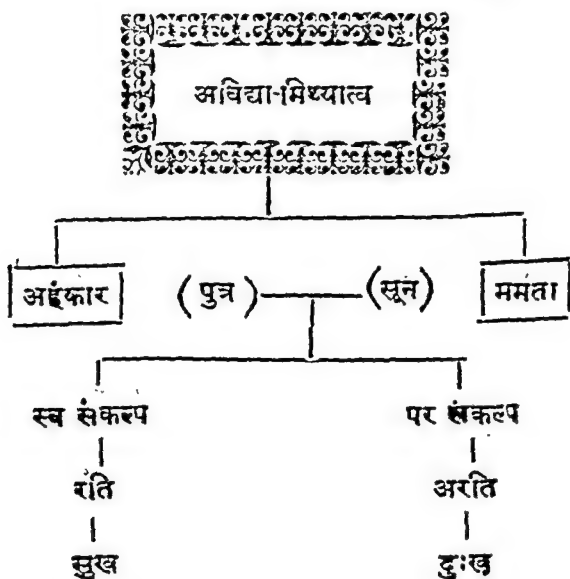 अविद्या-मिथ्यात्व
अहंकार (पुत्र) (सून) ममता
स्व संकल्प पर संकल्प
रति अरति
सुख दुःख